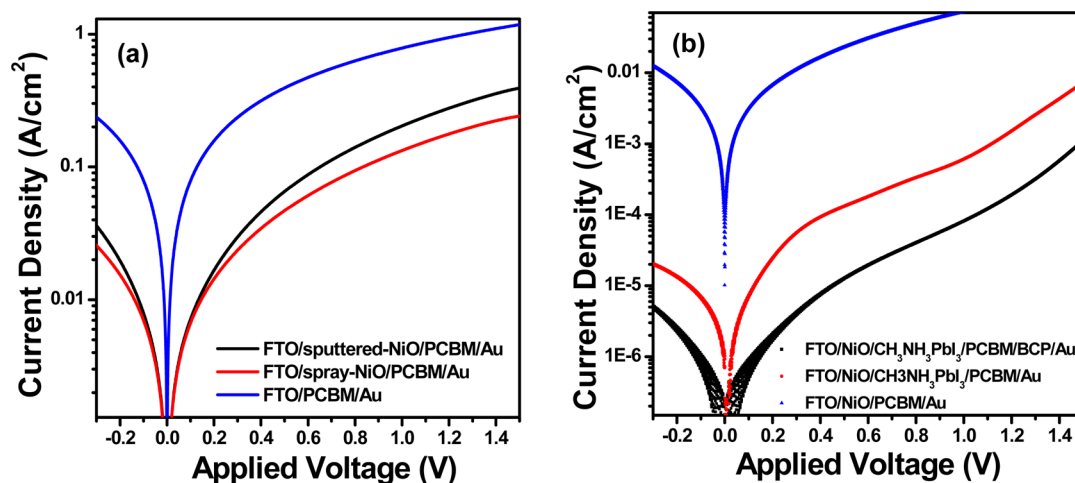 (a)
Current Density (A/cm²)
1
0.1
0.01
FTO/sputtered-NiO/PCBM/Au
FTO/spray-NiO/PCBM/Au
FTO/PCBM/Au
-0.2 0.0 0.2 0.4 0.6 0.8 1.0 1.2 1.4
Applied Voltage (V)
(b)
Current Density (A/cm²)
0.01
1E-3
1E-4
1E-5
1E-6
FTO/NiO/CH₃NH₃PbI₃/PCBM/BCP/Au
FTO/NiO/CH3NH₃PbI₃/PCBM/Au
FTO/NiO/PCBM/Au
-0.2 0.0 0.2 0.4 0.6 0.8 1.0 1.2 1.4
Applied Voltage (V)